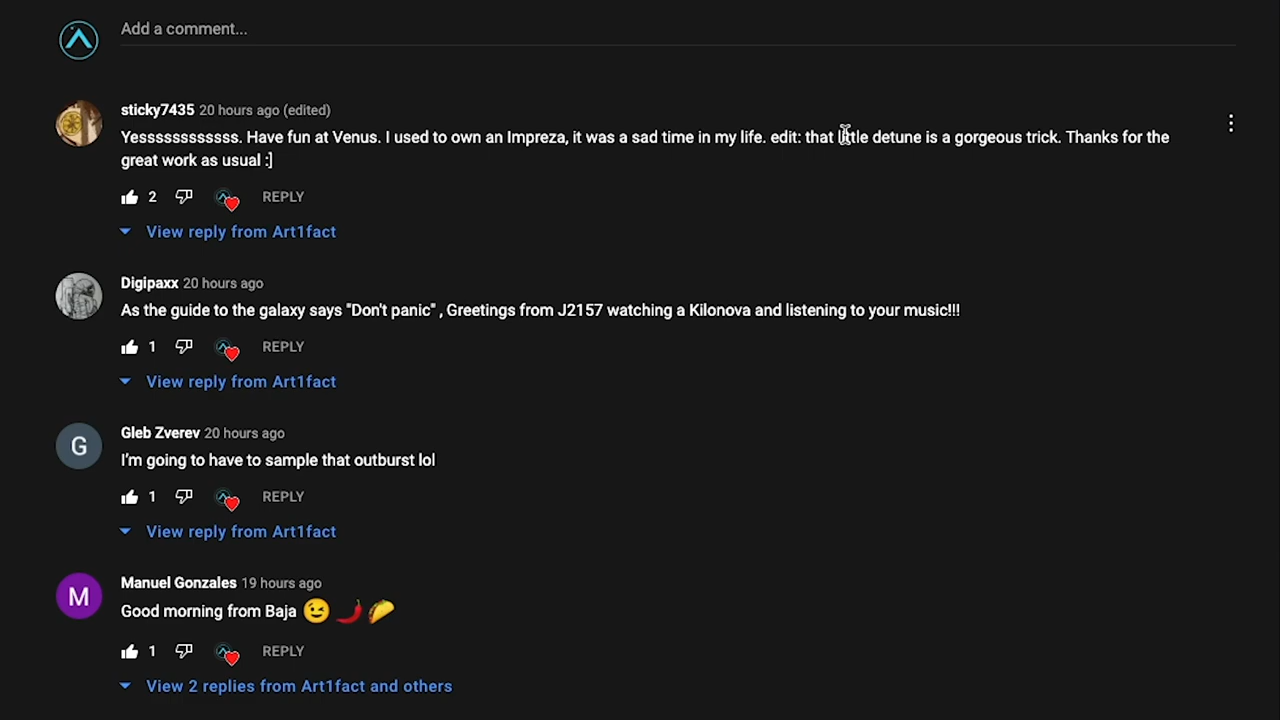 Add a comment...
sticky7435 20 hours ago (edited)
Yessssssssssss. Have fun at Venus. I used to own an Impreza, it was a sad time in my life. edit: that little detune is a gorgeous trick. Thanks for the
great work as usual :]
2 REPLY
View reply from Art1fact
Digipaxx 20 hours ago
As the guide to the galaxy says "Don't panic" , Greetings from J2157 watching a Kilonova and listening to your music!!!
1 REPLY
View reply from Art1fact
G
Gleb Zverev 20 hours ago
I'm going to have to sample that outburst lol
1 REPLY
View reply from Art1fact
M
Manuel Gonzales 19 hours ago
Good morning from Baja 😉 🌶️ 🌮
1 REPLY
View 2 replies from Art1fact and others